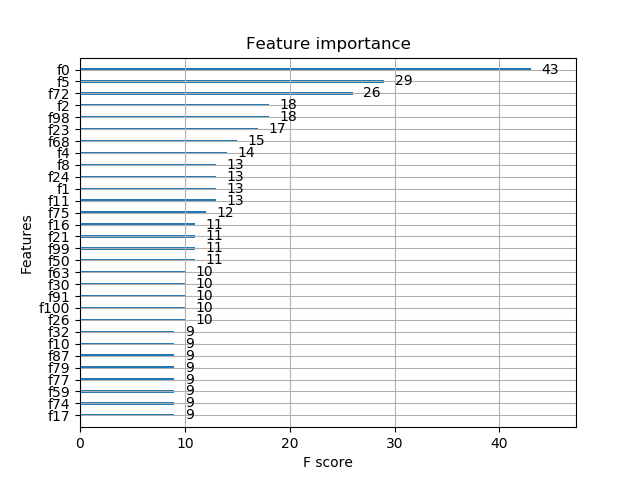 Feature importance
f0 43
f5 29
f72 26
f2 18
f98 18
f23 17
f68 15
f4 14
f8 13
f24 13
f1 13
f11 13
f75 12
f16 11
f21 11
f99 11
f50 11
f63 10
f30 10
f91 10
f100 10
f26 10
f32 9
f10 9
f87 9
f79 9
f77 9
f59 9
f74 9
f17 9
0 10 20 30 40
F score
Features